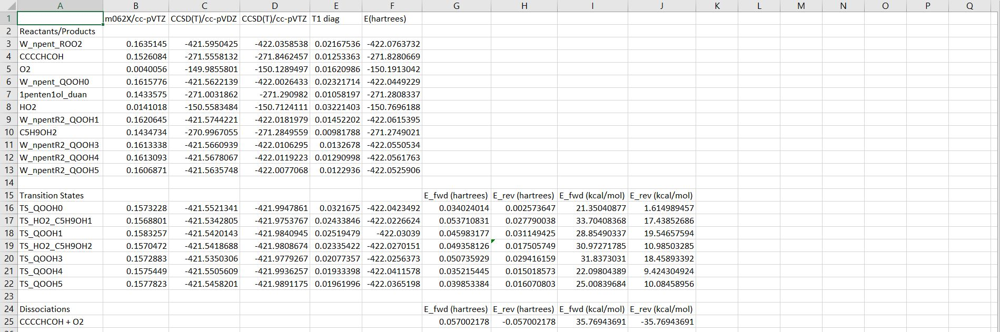 A B C D E F G H I J K L M N O P Q
1 m062X/cc-pVTZ CCSD(T)/cc-pVDZ CCSD(T)/cc-pVTZ T1 diag E(hartrees)
2 Reactants/Products
3 W_npent_ROO2 0.1635145 -421.5950425 -422.0358538 0.02167536 -422.0763732
4 CCCCHCOH 0.1526084 -271.5558132 -271.8462457 0.01253363 -271.8280669
5 O2 0.0040056 -149.9855801 -150.1289497 0.01620986 -150.1913042
6 W_npent_QOOH0 0.1615776 -421.5622139 -422.0026433 0.02321714 -422.0449229
7 1penten1ol_duan 0.1433575 -271.0031862 -271.290982 0.01058197 -271.2808337
8 HO2 0.0141018 -150.5583484 -150.7124111 0.03221403 -150.7696188
9 W_npentR2_QOOH1 0.1620645 -421.5744221 -422.0181979 0.01452202 -422.0615395
10 C5H9OH2 0.1434734 -270.9967055 -271.2849559 0.00981788 -271.2749021
11 W_npentR2_QOOH3 0.1613338 -421.5660939 -422.0106295 0.0132678 -422.0550534
12 W_npentR2_QOOH4 0.1613093 -421.5678067 -422.0119223 0.01290998 -422.0561763
13 W_npentR2_QOOH5 0.1606871 -421.5635748 -422.0077068 0.0122936 -422.0525906
14
15 Transition States E_fwd (hartrees) E_rev (hartrees) E_fwd (kcal/mol) E_rev (kcal/mol)
16 TS_QOOH0 0.1573228 -421.5521341 -421.9947861 0.0321675 -422.0423492 0.034024014 0.002573647 21.35040877 1.614989457
17 TS_HO2_C5H9OH1 0.1568801 -421.5342805 -421.9753767 0.02433846 -422.0226624 0.053710831 0.027790038 33.70408368 17.43852686
18 TS_QOOH1 0.1583257 -421.5420143 -421.9840945 0.02519479 -422.03039 0.045983177 0.031149425 28.85490337 19.54657594
19 TS_HO2_C5H9OH2 0.1570472 -421.5418688 -421.9808674 0.02335422 -422.0270151 0.049358126 0.017505749 30.97271785 10.98503285
20 TS_QOOH3 0.1572883 -421.5350306 -421.9779267 0.02077357 -422.0256373 0.050735929 0.029416159 31.8373031 18.45893392
21 TS_QOOH4 0.1575449 -421.5505609 -421.9936257 0.01933398 -422.0411578 0.035215445 0.015018573 22.09804389 9.424304924
22 TS_QOOH5 0.1577823 -421.5458201 -421.9891175 0.01961996 -422.0365198 0.039853384 0.016070803 25.00839684 10.08458956
23
24 Dissociations E_fwd (hartrees) E_rev (hartrees) E_fwd (kcal/mol) E_rev (kcal/mol)
25 CCCCHCOH + O2 0.057002178 -0.057002178 35.76943691 -35.76943691